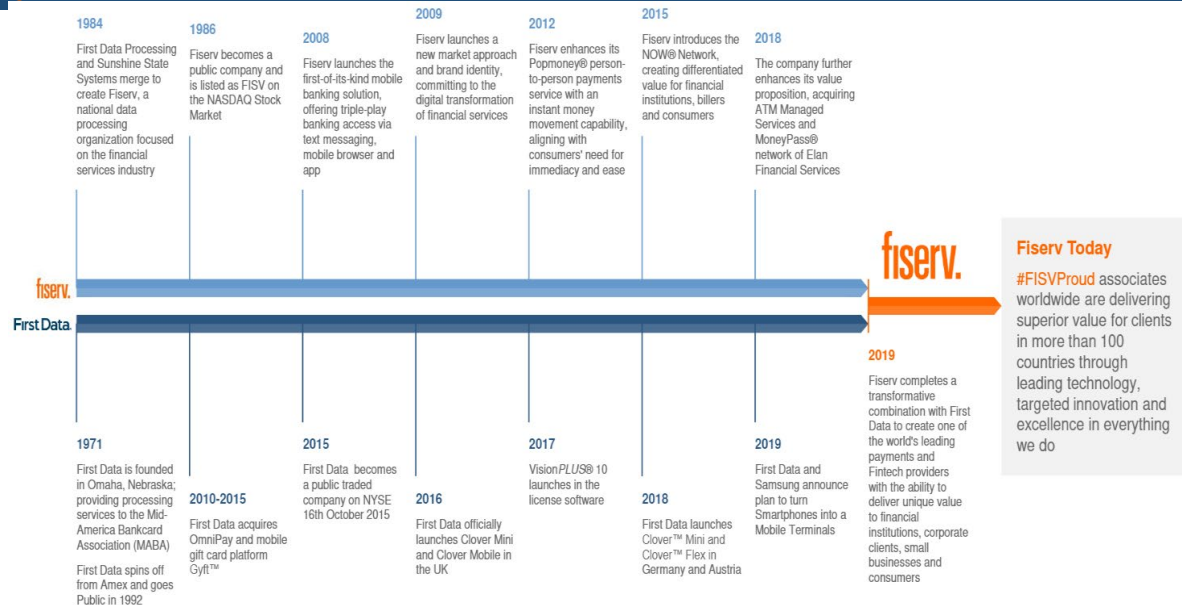 1984
First Data Processing
and Sunshine State
Systems merge to
create Fiserv, a
national data
processing
organization focused
on the financial
services industry
1986
Fiserv becomes a
public company and
is listed as FISV on
the NASDAQ Stock
Market
2008
Fiserv launches the
first-of-its-kind mobile
banking solution,
offering triple-play
banking access via
text messaging,
mobile browser and
app
2009
Fiserv launches a
new market approach
and brand identity,
committing to the
digital transformation
of financial services
2012
Fiserv enhances its
Popmoney® person-
to-person payments
service with an
instant money
movement capability,
aligning with
consumers' need for
immediacy and ease
2015
Fiserv introduces the
NOW® Network,
creating differentiated
value for financial
institutions, billers
and consumers
2018
The company further
enhances its value
proposition, acquiring
ATM Managed
Services and
MoneyPass®
network of Elan
Financial Services
fiserv.
First Data.
fiserv.
Fiserv Today
#FISVProud associates
worldwide are delivering
superior value for clients
in more than 100
countries through
leading technology,
targeted innovation and
excellence in everything
we do
1971
First Data is founded
in Omaha, Nebraska;
providing processing
services to the Mid-
America Bankcard
Association (MABA)
First Data spins off
from Amex and goes
Public in 1992
2010-2015
First Data acquires
OmniPay and mobile
gift card platform
Gyft™
2015
First Data becomes
a public traded
company on NYSE
16th October 2015
2016
First Data officially
launches Clover Mini
and Clover Mobile in
the UK
2017
VisionPLUS® 10
launches in the
license software
2018
First Data launches
Clover™ Mini and
Clover™ Flex in
Germany and Austria
2019
First Data and
Samsung announce
plan to turn
Smartphones into a
Mobile Terminals
2019
Fiserv completes a
transformative
combination with First
Data to create one of
the world's leading
payments and
Fintech providers
with the ability to
deliver unique value
to financial
institutions, corporate
clients, small
businesses and
consumers